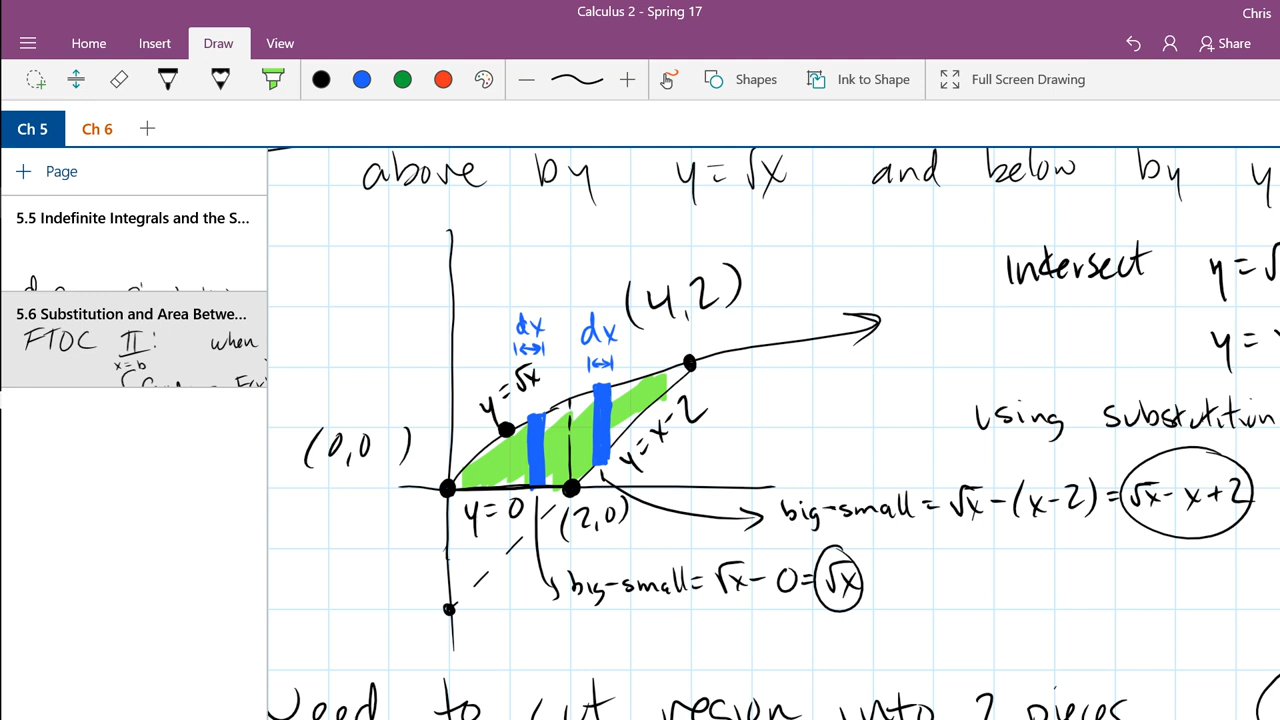 Calculus 2 - Spring 17
Chris
Home Insert Draw View
Share
Shapes Ink to Shape Full Screen Drawing
Ch 5 Ch 6
Page
5.5 Indefinite Integrals and the S...
5.6 Substitution and Area Betwe...
FTOC II: when
x=b
above by y=√x and below by y
Intersect y=√
y=
(4,2)
dx dx
y=√x
(0,0)
y=x-2
using substitution
y=0
(2,0)
big-small=√x-(x-2)=√x-x+2
big-small=√x-0=√x
need to cut region into 2 pieces